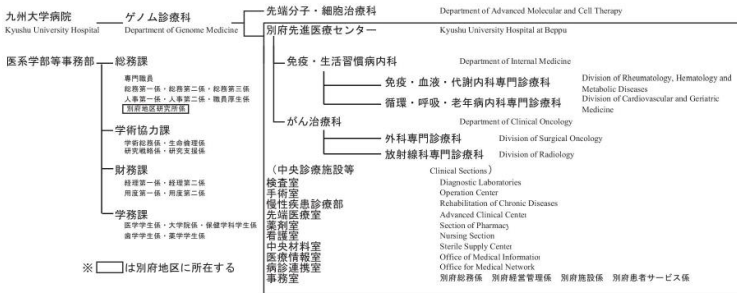 九州大学病院
Kyushu University Hospital
ゲノム診療科
Department of Genome Medicine
先端分子・細胞治療科
Department of Advanced Molecular and Cell Therapy
別府先進医療センター
Kyushu University Hospital at Beppu
免疫・生活習慣病内科
Department of Internal Medicine
免疫・血液・代謝内科専門診療科
Division of Rheumatology, Hematology and
Metabolic Diseases
循環・呼吸・老年病内科専門診療科
Division of Cardiovascular and Geriatric
Medicine
がん治療科
Department of Clinical Oncology
外科専門診療科
Division of Surgical Oncology
放射線科専門診療科
Division of Radiology
(中央診療施設等
Clinical Sections)
検査室
Diagnostic Laboratories
手術室
Operation Center
慢性疾患診療部
Rehabilitation of Chronic Diseases
先端医療室
Advanced Clinical Center
薬剤室
Section of Pharmacy
看護室
Nursing Section
中央材料室
Sterile Supply Center
医療情報室
Office of Medical Information
病診連携室
Office for Medical Network
事務室
別府総務係 別府経営管理係 別府施設係 別府患者サービス係
医系学部等事務部
総務課
専門職員
総務第一係・総務第二係・総務第三係
人事第一係・人事第二係・職員厚生係
別府地区研究所係
学術協力課
学術総務係・生命倫理係
研究戦略係・研究支援係
財務課
経理第一係・経理第二係
用度第一係・用度第二係
学務課
医学学生係・大学院係・保健学科学生係
歯学学生係・薬学学生係
※ は別府地区に所在する